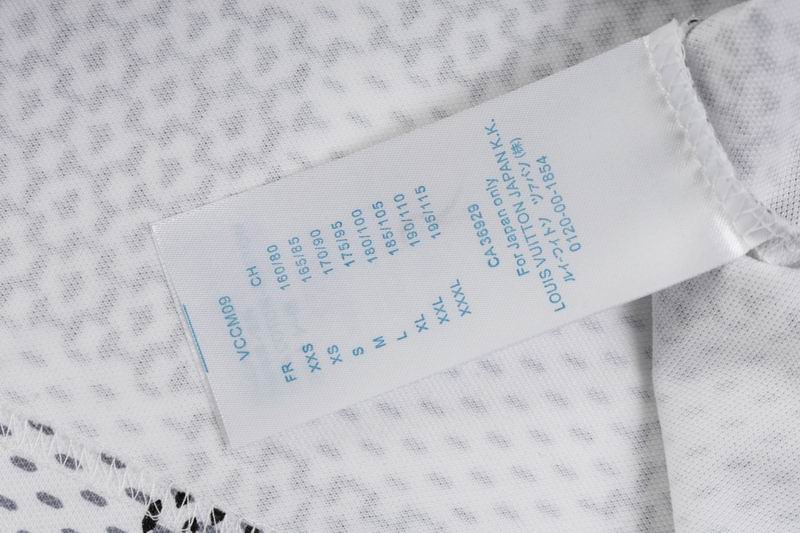 VCCM09
FR CH
XXS 160/80
XS 165/85
S 170/90
M 175/95
L 180/100
XL 185/105
XXL 190/110
XXXL 195/115
CA36929
For Japan only
LOUIS VUITTON JAPAN K.K.
ルイ・ヴィトン ジャパン(株)
0120-00-1854